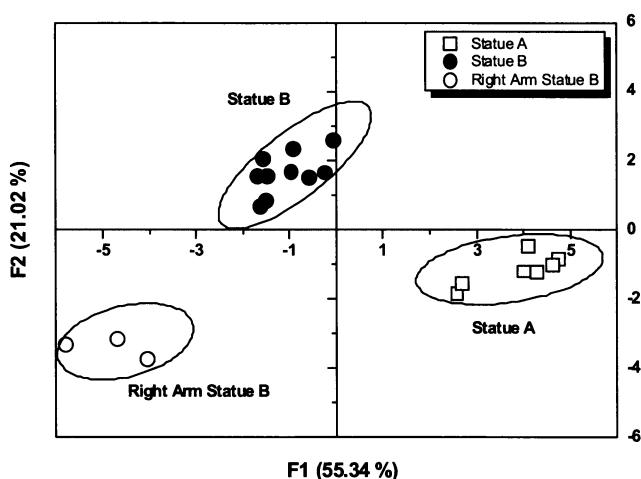 6
Statue A
Statue B
Right Arm Statue B
4
Statue B
2
0
-5 -3 -1 1 3 5
-2
Statue A
-4
Right Arm Statue B
-6
F2 (21.02 %)
F1 (55.34 %)